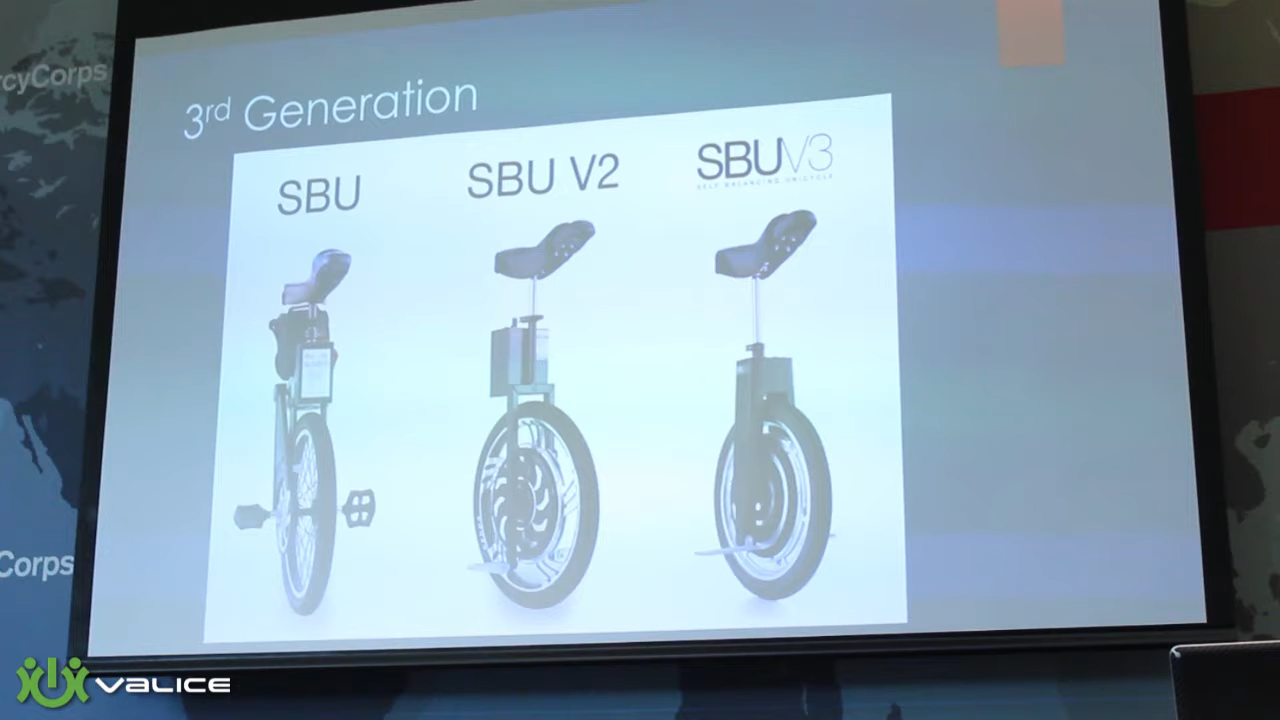 rcyCorps
3rd Generation
SBU
SBU V2
SBUV3
SELF BALANCING UNICYCLE
Corps
VALICE